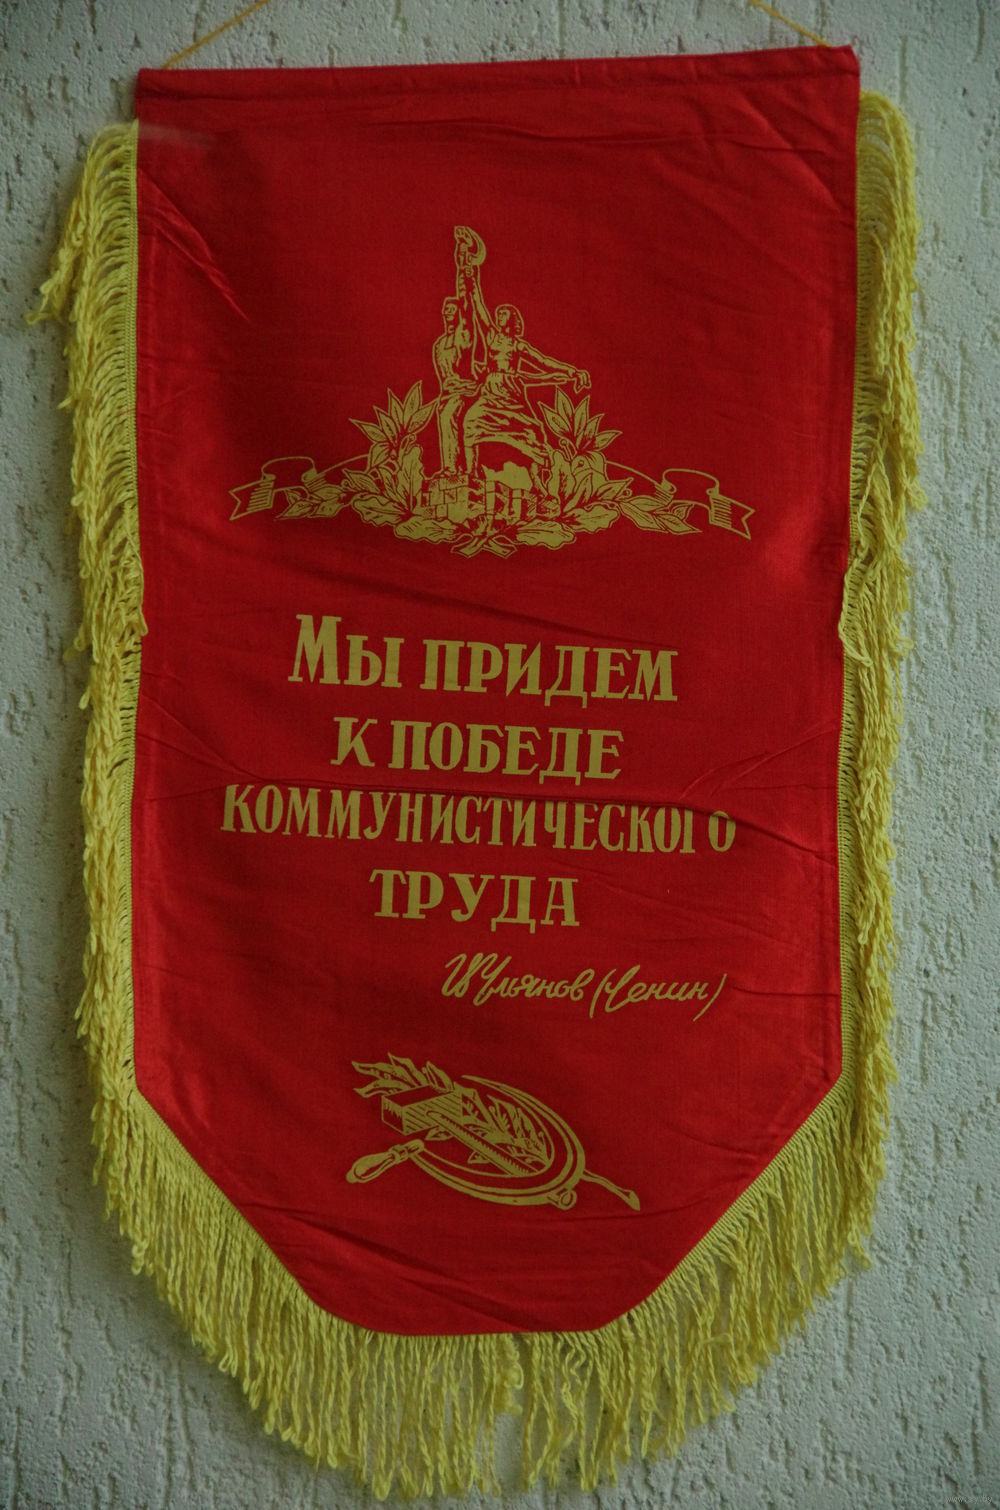 Мы придем
к победе
коммунистического
труда
В Ульянов (Ленин)